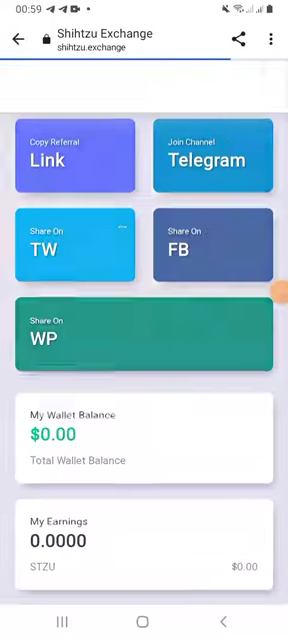 00:59
Shihtzu Exchange
shihtzu.exchange
Copy Referral
Link
Join Channel
Telegram
Share On
TW
Share On
FB
Share On
WP
My Wallet Balance
$0.00
Total Wallet Balance
My Earnings
0.0000
STZU $0.00